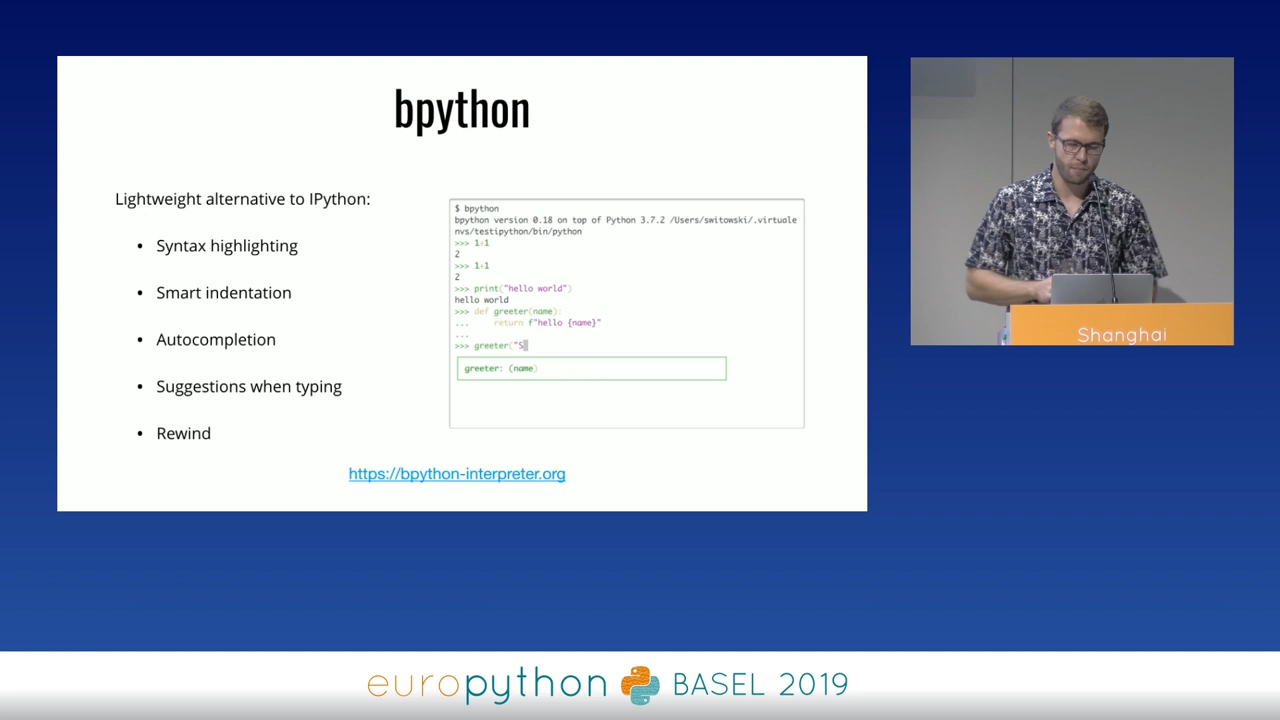 bpython
Lightweight alternative to IPython:
• Syntax highlighting
• Smart indentation
• Autocompletion
• Suggestions when typing
• Rewind
$ bpython
bpython version 0.18 on top of Python 3.7.2 /Users/switowski/.virtuale
nvs/testipython/bin/python
>>> 1+1
2
>>> 1+1
2
>>> print("hello world")
hello world
>>> def greeter(name):
...     return f"hello {name}"
...
>>> greeter("S
greeter: (name)
https://bpython-interpreter.org
Shanghai
europython BASEL 2019